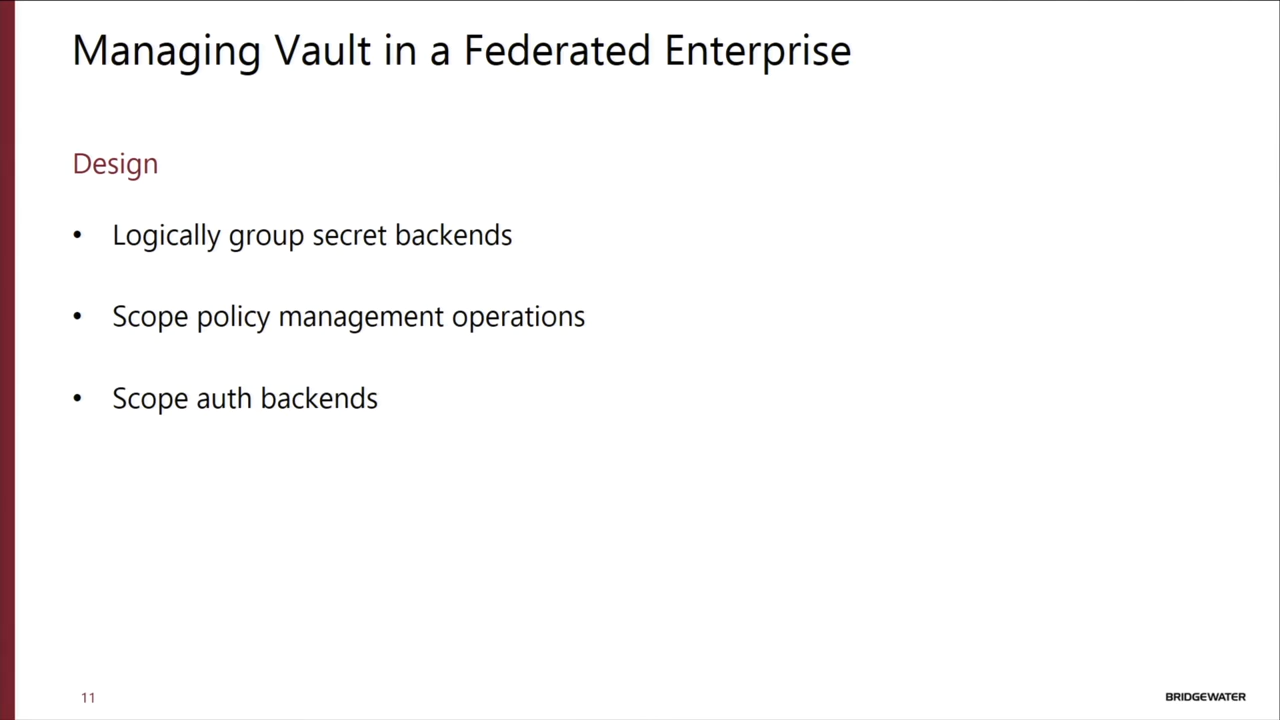 Managing Vault in a Federated Enterprise
Design
• Logically group secret backends
• Scope policy management operations
• Scope auth backends
11
BRIDGEWATER